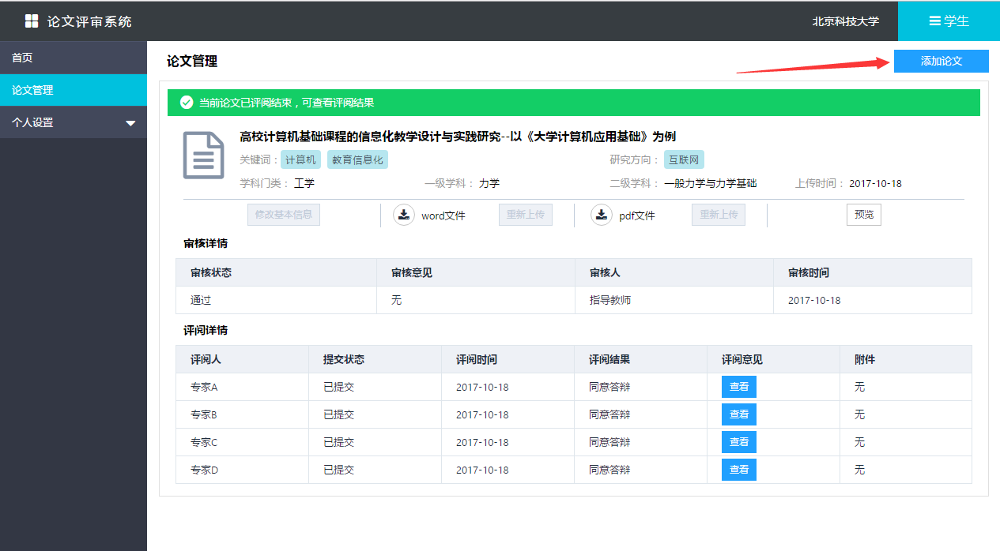 论文评审系统 北京科技大学 学生
首页
论文管理
个人设置
论文管理 添加论文
当前论文已评阅结束，可查看评阅结果
高校计算机基础课程的信息化教学设计与实践研究--以《大学计算机应用基础》为例
关键词： 计算机 教育信息化 研究方向： 互联网
学科门类： 工学 一级学科： 力学 二级学科： 一般力学与力学基础 上传时间： 2017-10-18
修改基本信息 word文件 重新上传 pdf文件 重新上传 预览
审核详情
审核状态 审核意见 审核人 审核时间
通过 无 指导教师 2017-10-18
评阅详情
评阅人 提交状态 评阅时间 评阅结果 评阅意见 附件
专家A 已提交 2017-10-18 同意答辩 查看 无
专家B 已提交 2017-10-18 同意答辩 查看 无
专家C 已提交 2017-10-18 同意答辩 查看 无
专家D 已提交 2017-10-18 同意答辩 查看 无